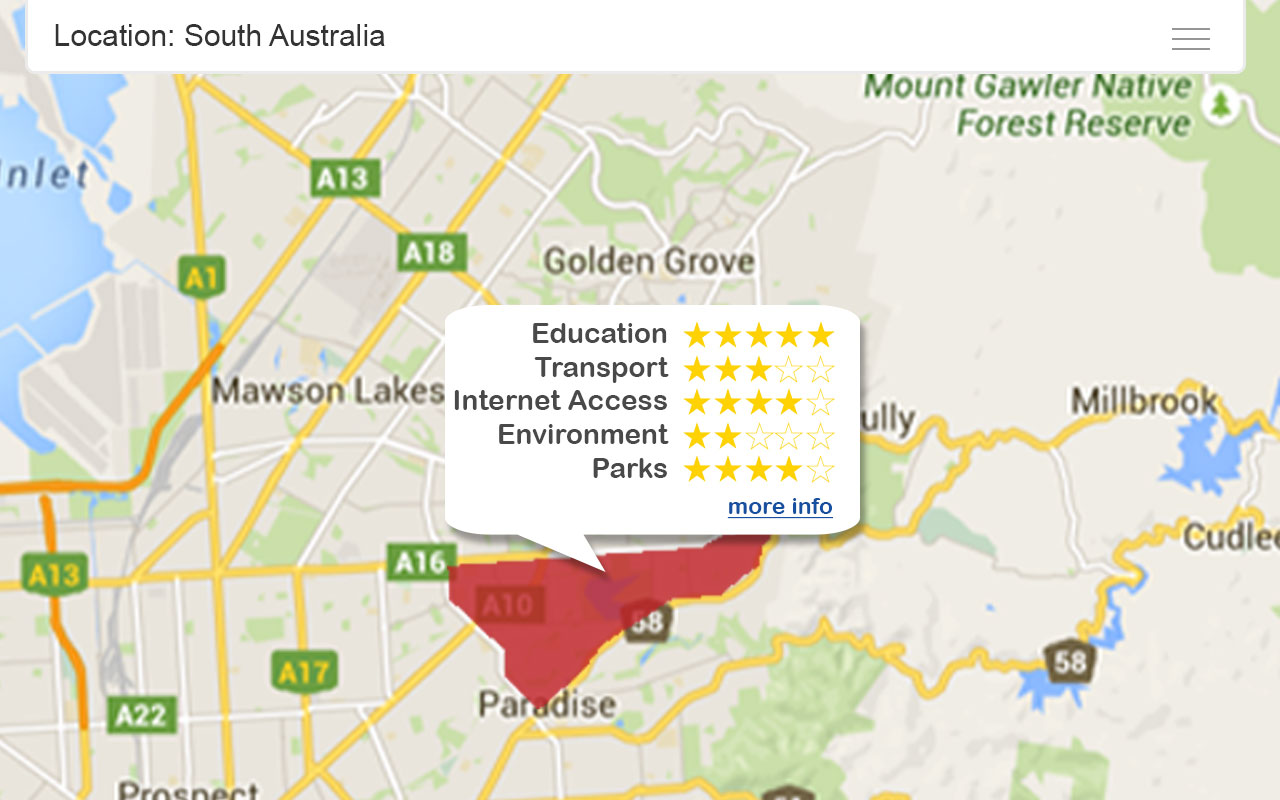 Location: South Australia
Mount Gawler Native
Forest Reserve
nlet
A13
A18
Golden Grove
A1
Education ★★★★★
Transport ★★★☆☆
Mawson Lakes
Internet Access ★★★★☆
Millbrook
ully
Environment ★★☆☆☆
Parks ★★★★☆
more info
Cudlee
A16
A13
A10
58
58
A17
Paradise
A22
Prospect